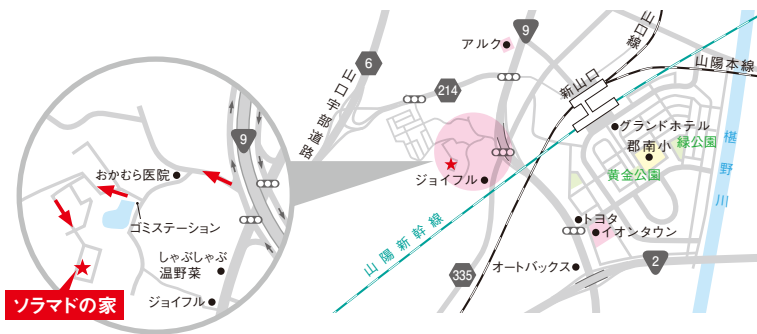 9
おかむら医院
ゴミステーション
しゃぶしゃぶ
温野菜
ジョイフル
ソラマドの家
6
山口宇部道路
214
アルク
9
新山口
山口線
山陽本線
グランドホテル
郡南小
緑公園
黄金公園
椹野川
ジョイフル
トヨタ
イオンタウン
オートバックス
2
335
山陽新幹線